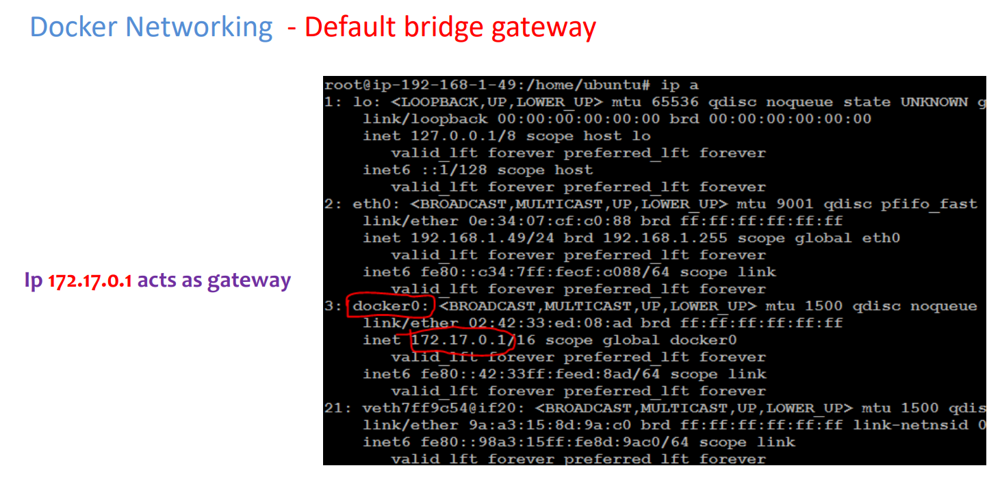 Docker Networking - Default bridge gateway
root@ip-192-168-1-49:/home/ubuntu# ip a
1: lo: <LOOPBACK,UP,LOWER_UP> mtu 65536 qdisc noqueue state UNKNOWN g
link/loopback 00:00:00:00:00:00 brd 00:00:00:00:00:00
inet 127.0.0.1/8 scope host lo
valid_lft forever preferred_lft forever
inet6 ::1/128 scope host
valid_lft forever preferred_lft forever
2: eth0: <BROADCAST,MULTICAST,UP,LOWER_UP> mtu 9001 qdisc pfifo_fast
link/ether 0e:34:07:cf:c0:88 brd ff:ff:ff:ff:ff:ff
inet 192.168.1.49/24 brd 192.168.1.255 scope global eth0
valid_lft forever preferred_lft forever
inet6 fe80::c34:7ff:fecf:c088/64 scope link
valid_lft forever preferred_lft forever
3: docker0: <BROADCAST,MULTICAST,UP,LOWER_UP> mtu 1500 qdisc noqueue
link/ether 02:42:33:ed:08:ad brd ff:ff:ff:ff:ff:ff
inet 172.17.0.1/16 scope global docker0
valid_lft forever preferred_lft forever
inet6 fe80::42:33ff:feed:8ad/64 scope link
valid_lft forever preferred_lft forever
21: veth7ff9c54@if20: <BROADCAST,MULTICAST,UP,LOWER_UP> mtu 1500 qdis
link/ether 9a:a3:15:8d:9a:c0 brd ff:ff:ff:ff:ff:ff link-netnsid 0
inet6 fe80::98a3:15ff:fe8d:9ac0/64 scope link
valid_lft forever preferred_lft forever
Ip 172.17.0.1 acts as gateway